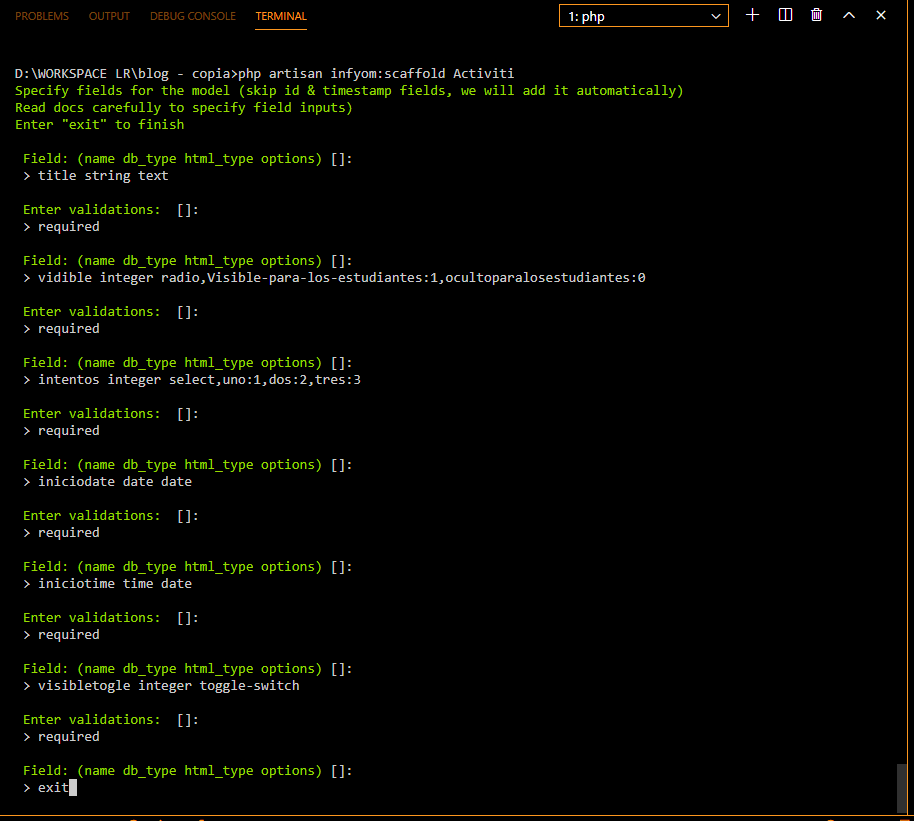 PROBLEMS OUTPUT DEBUG CONSOLE TERMINAL 1: php
D:\WORKSPACE LR\blog - copia>php artisan infyom:scaffold Activiti
Specify fields for the model (skip id & timestamp fields, we will add it automatically)
Read docs carefully to specify field inputs)
Enter "exit" to finish
Field: (name db_type html_type options) []:
> title string text
Enter validations:  []:
> required
Field: (name db_type html_type options) []:
> vidible integer radio,Visible-para-los-estudiantes:1,ocultoparalosestudiantes:0
Enter validations:  []:
> required
Field: (name db_type html_type options) []:
> intentos integer select,uno:1,dos:2,tres:3
Enter validations:  []:
> required
Field: (name db_type html_type options) []:
> iniciodate date date
Enter validations:  []:
> required
Field: (name db_type html_type options) []:
> iniciotime time date
Enter validations:  []:
> required
Field: (name db_type html_type options) []:
> visibletogle integer toggle-switch
Enter validations:  []:
> required
Field: (name db_type html_type options) []:
> exit